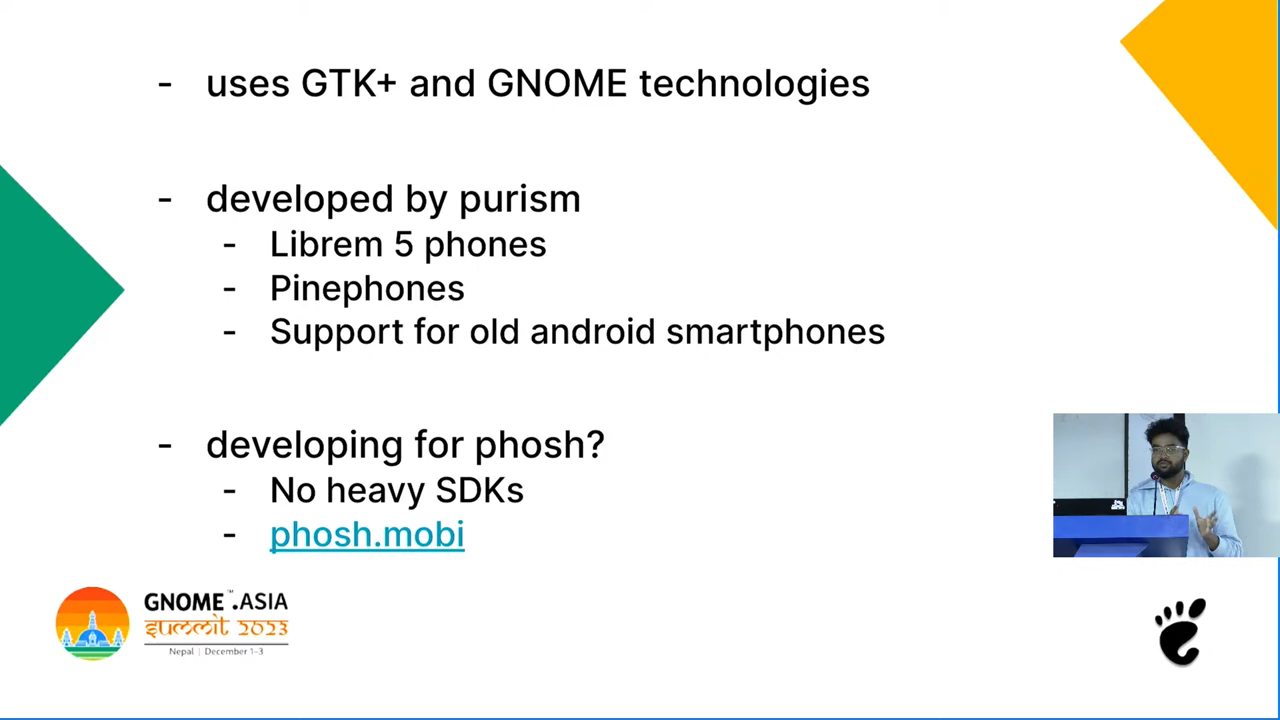 - uses GTK+ and GNOME technologies
- developed by purism
- Librem 5 phones
- Pinephones
- Support for old android smartphones
- developing for phosh?
- No heavy SDKs
- phosh.mobi
GNOME™.ASIA
summit 2023
Nepal | December 1-3